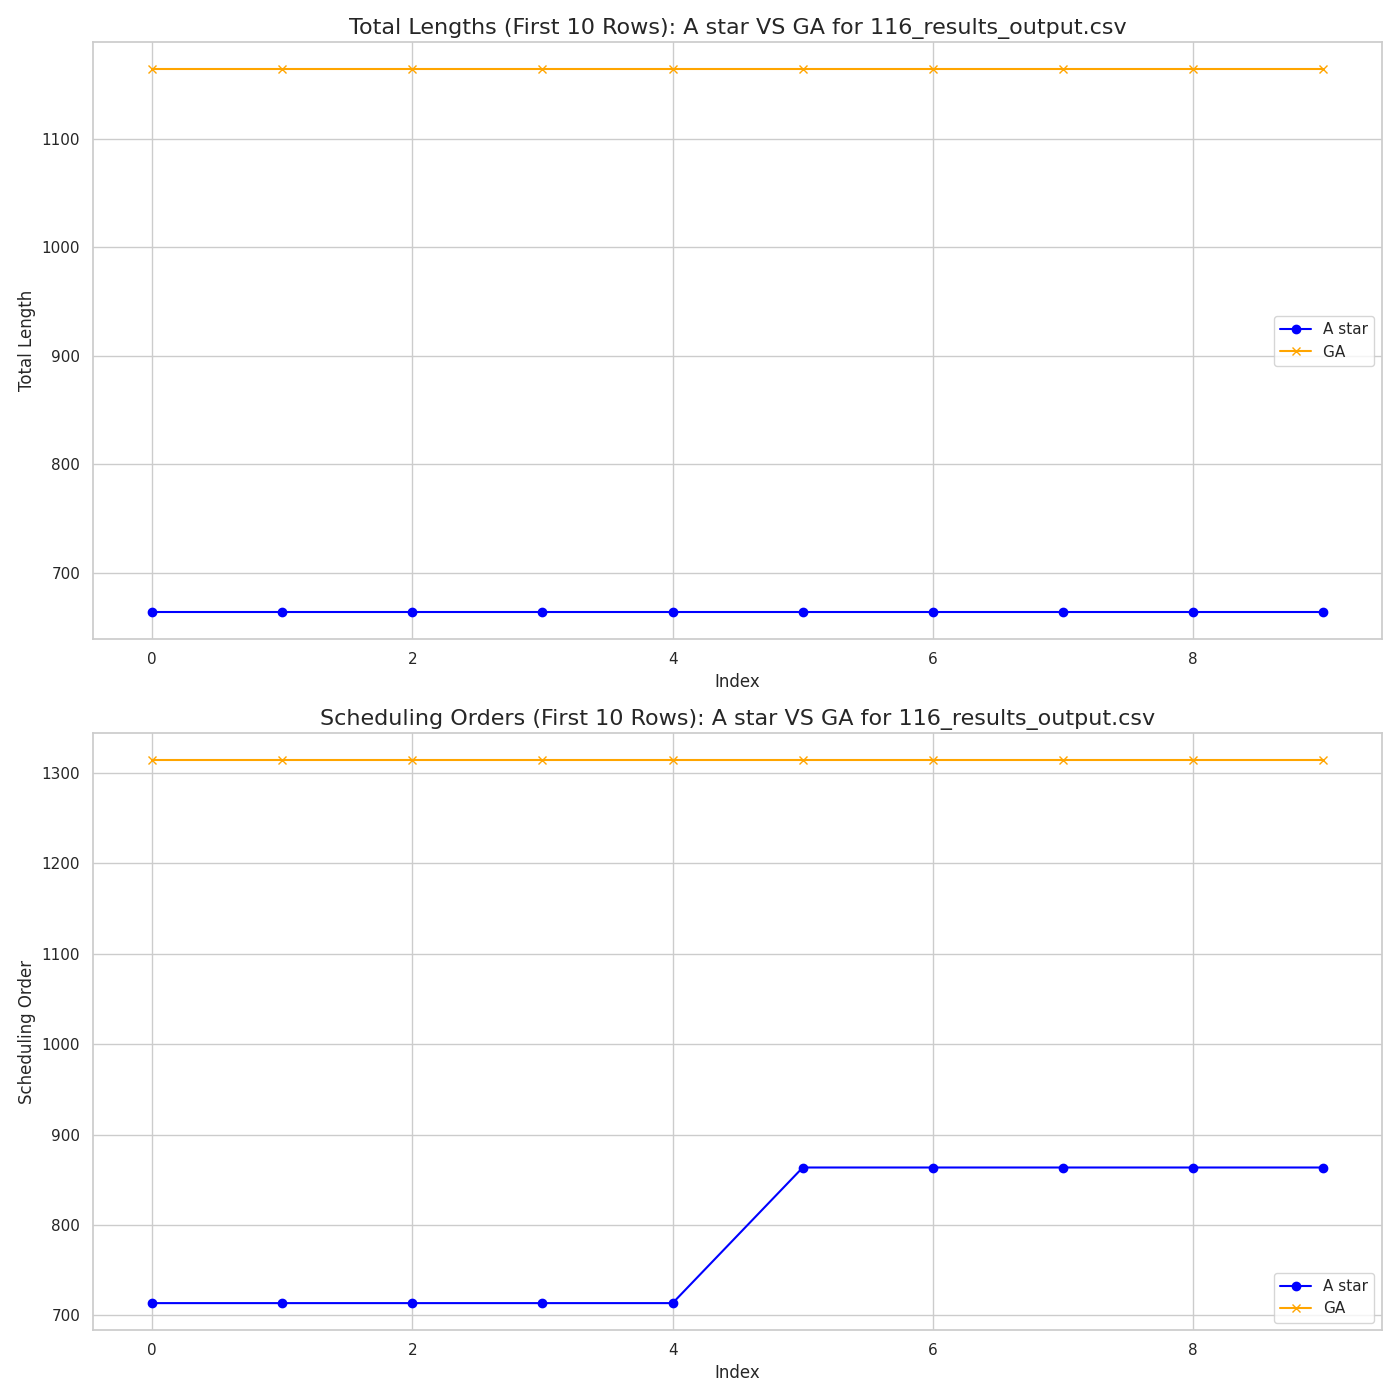 Total Lengths (First 10 Rows): A star VS GA for 116_results_output.csv
Total Length
1100
1000
900
800
700
A star
GA
0
2
4
6
8
Index
Scheduling Orders (First 10 Rows): A star VS GA for 116_results_output.csv
Scheduling Order
1300
1200
1100
1000
900
800
700
A star
GA
0
2
4
6
8
Index